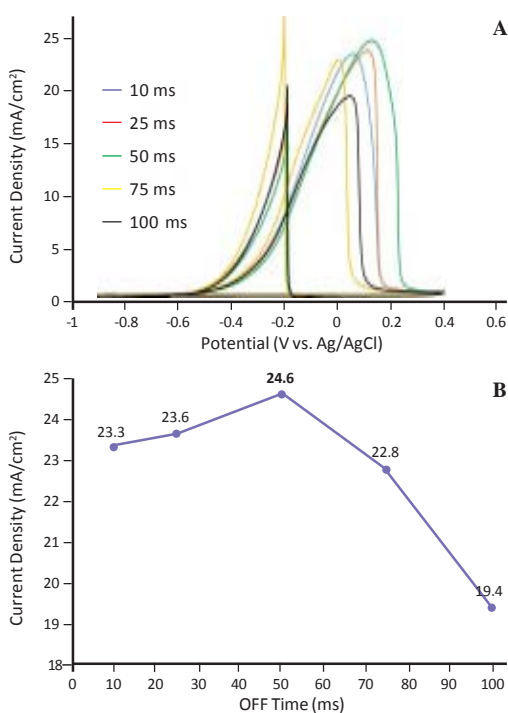 A
25
20
15
10
5
0
10 ms
25 ms
50 ms
75 ms
100 ms
Current Density (mA/cm²)
-1 -0.8 -0.6 -0.4 -0.2 0 0.2 0.4 0.6
Potential (V vs. Ag/AgCl)
B
25
24
23
22
21
20
19
18
23.3
23.6
24.6
22.8
19.4
Current Density (mA/cm²)
0 10 20 30 40 50 60 70 80 90 100
OFF Time (ms)